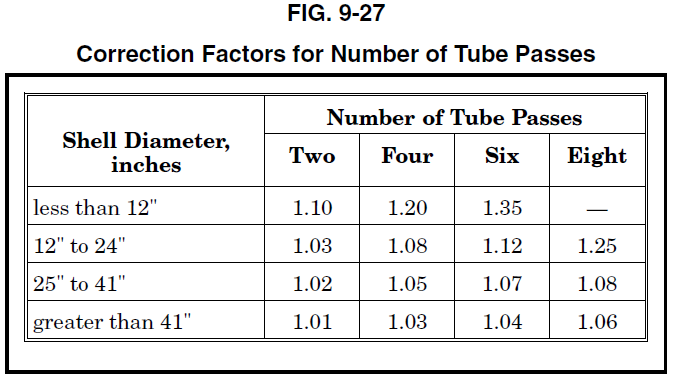 FIG. 9-27
Correction Factors for Number of Tube Passes
Shell Diameter,
inches
Number of Tube Passes
Two Four Six Eight
less than 12" 1.10 1.20 1.35 —
12" to 24" 1.03 1.08 1.12 1.25
25" to 41" 1.02 1.05 1.07 1.08
greater than 41" 1.01 1.03 1.04 1.06